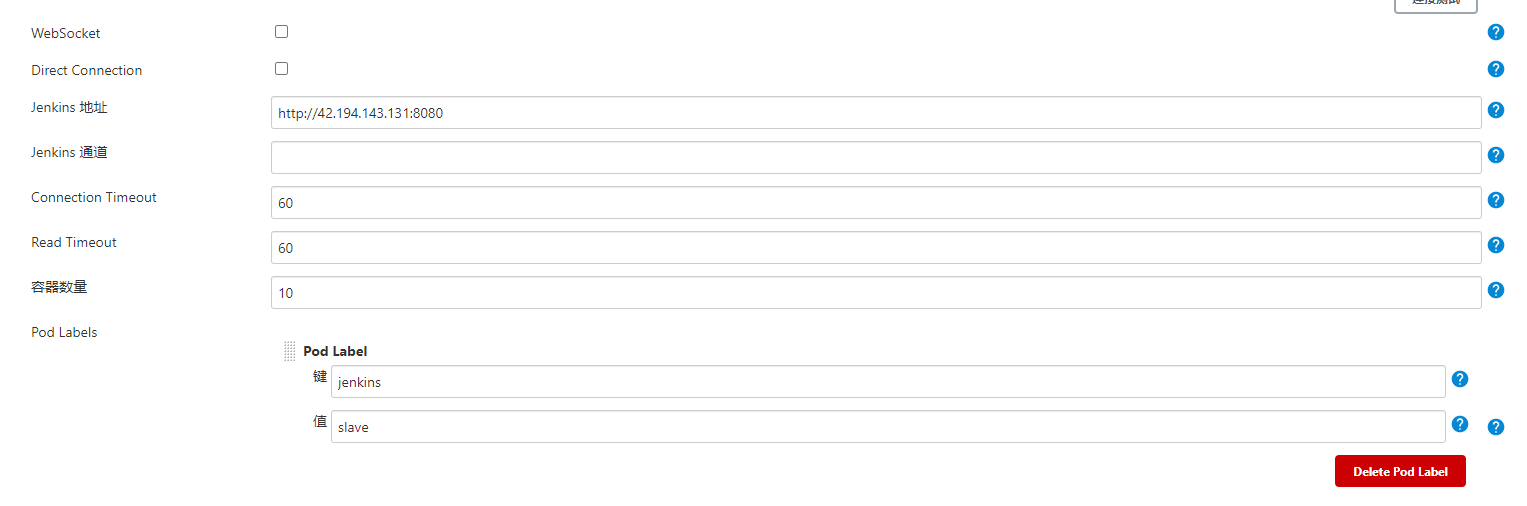 WebSocket
Direct Connection
Jenkins 地址
http://42.194.143.131:8080
Jenkins 通道
Connection Timeout
60
Read Timeout
60
容器数量
10
Pod Labels
Pod Label
键
jenkins
值
slave
Delete Pod Label